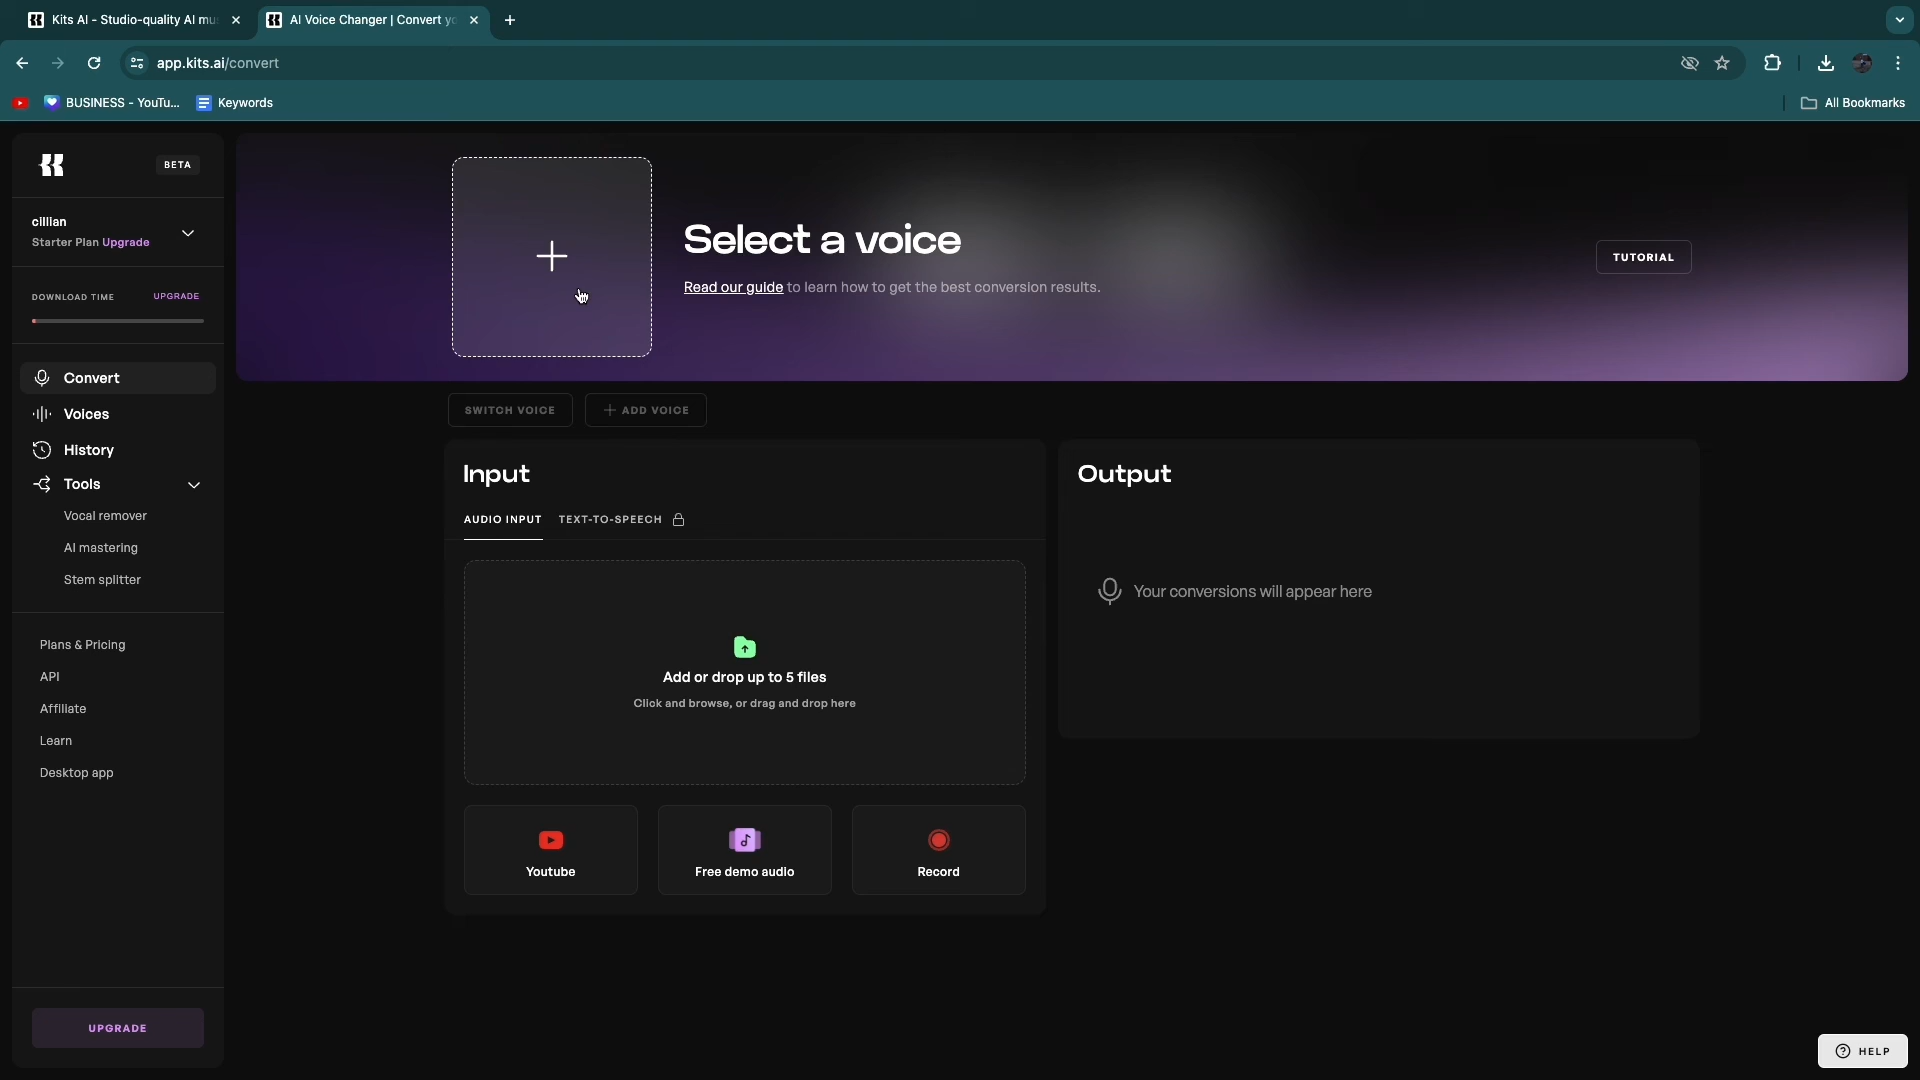 Kits AI - Studio-quality AI mu
AI Voice Changer | Convert yo
app.kits.ai/convert
BUSINESS - YouTu...
Keywords
All Bookmarks
BETA
cillian
Starter Plan Upgrade
DOWNLOAD TIME
UPGRADE
Convert
Voices
History
Tools
Vocal remover
AI mastering
Stem splitter
Plans & Pricing
API
Affiliate
Learn
Desktop app
UPGRADE
Select a voice
Read our guide to learn how to get the best conversion results.
TUTORIAL
SWITCH VOICE
ADD VOICE
Input
AUDIO INPUT
TEXT-TO-SPEECH
Add or drop up to 5 files
Click and browse, or drag and drop here
Youtube
Free demo audio
Record
Output
Your conversions will appear here
HELP